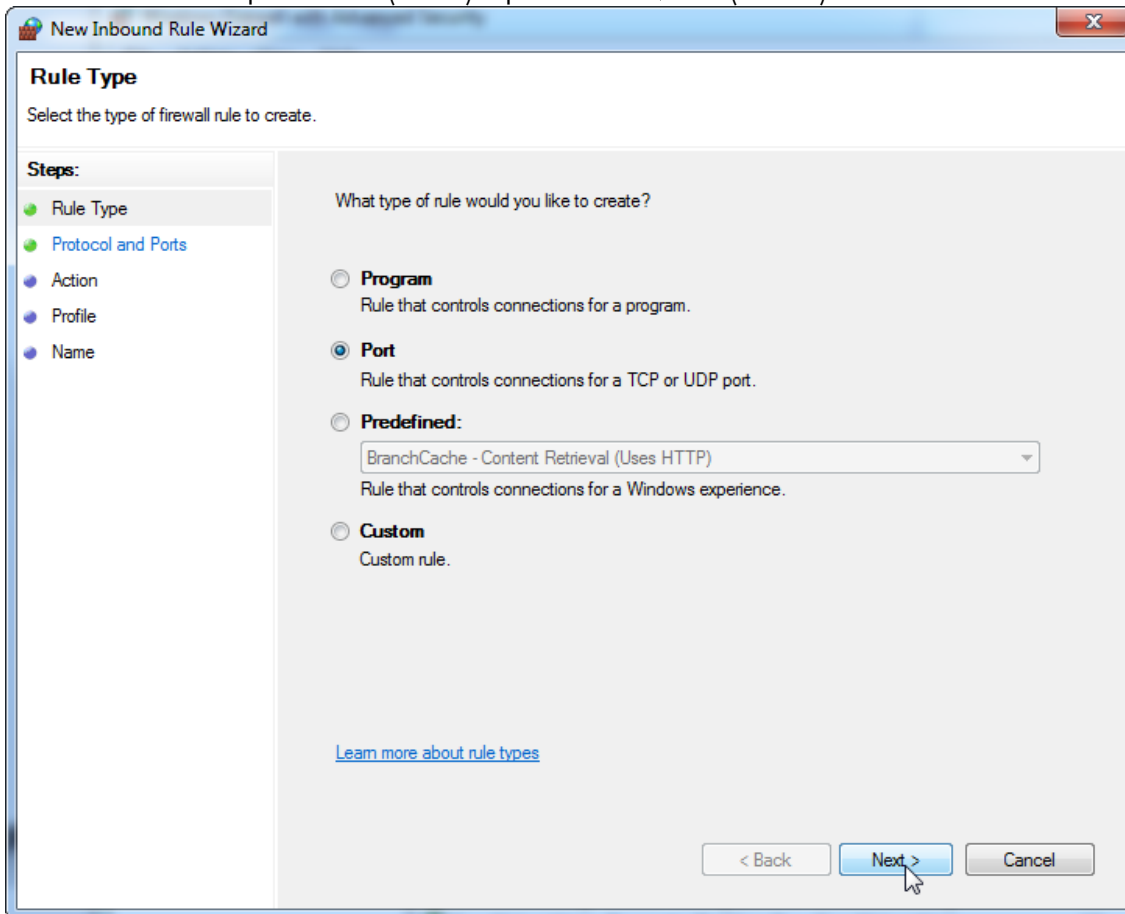 New Inbound Rule Wizard
Rule Type
Select the type of firewall rule to create.
Steps:
Rule Type
Protocol and Ports
Action
Profile
Name
What type of rule would you like to create?
Program
Rule that controls connections for a program.
Port
Rule that controls connections for a TCP or UDP port.
Predefined:
BranchCache - Content Retrieval (Uses HTTP)
Rule that controls connections for a Windows experience.
Custom
Custom rule.
Learn more about rule types
< Back
Next >
Cancel